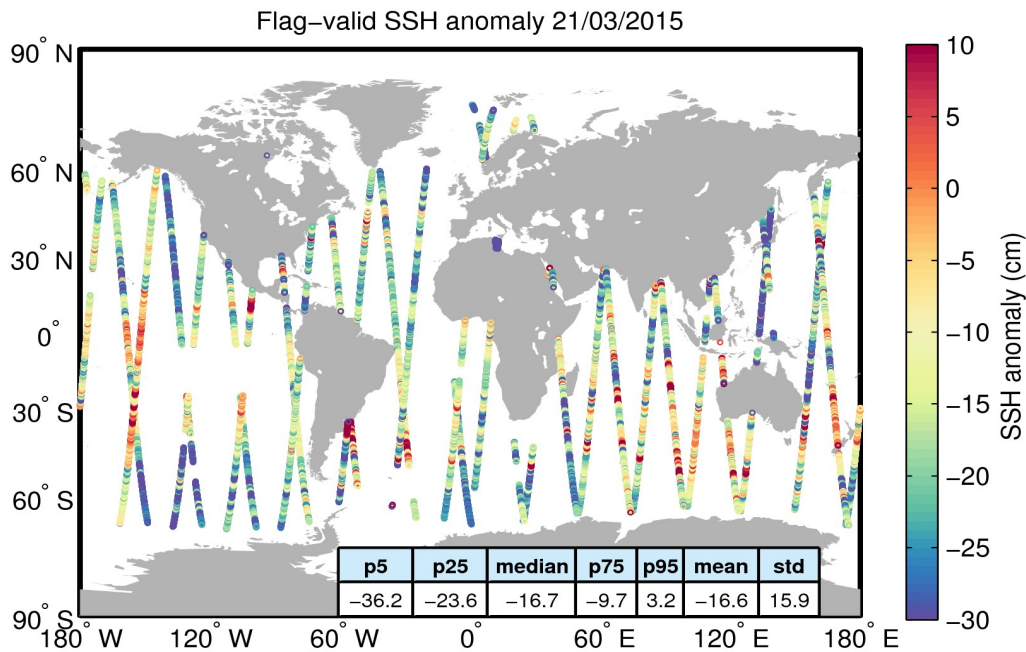 Flag−valid SSH anomaly 21/03/2015
90° N
60° N
30° N
0°
30° S
60° S
90° S
180° W
120° W
60° W
0°
60° E
120° E
180° E
p5 p25 median p75 p95 mean std
−36.2 −23.6 −16.7 −9.7 3.2 −16.6 15.9
10
5
0
−5
−10
−15
−20
−25
−30
SSH anomaly (cm)